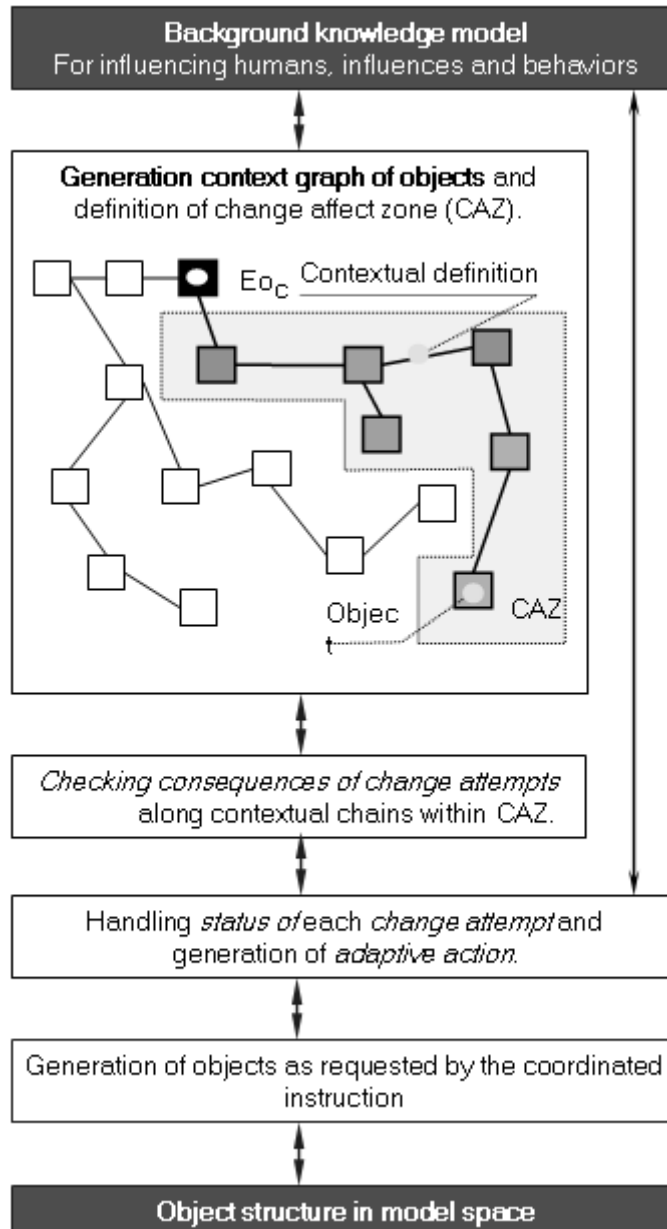 Background knowledge model
For influencing humans, influences and behaviors
Generation context graph of objects and
definition of change affect zone (CAZ).
Eo_C
Contextual definition
Objec
t
CAZ
Checking consequences of change attempts
along contextual chains within CAZ.
Handling status of each change attempt and
generation of adaptive action.
Generation of objects as requested by the coordinated
instruction
Object structure in model space